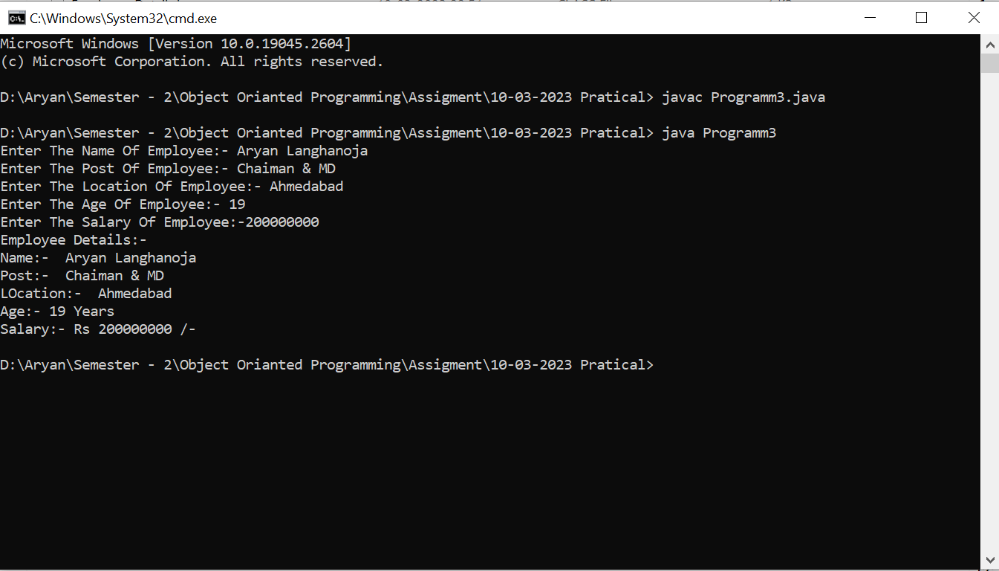 C:\Windows\System32\cmd.exe
Microsoft Windows [Version 10.0.19045.2604]
(c) Microsoft Corporation. All rights reserved.
D:\Aryan\Semester - 2\Object Orianted Programming\Assigment\10-03-2023 Pratical> javac Programm3.java
D:\Aryan\Semester - 2\Object Orianted Programming\Assigment\10-03-2023 Pratical> java Programm3
Enter The Name Of Employee:- Aryan Langhanoja
Enter The Post Of Employee:- Chaiman & MD
Enter The Location Of Employee:- Ahmedabad
Enter The Age Of Employee:- 19
Enter The Salary Of Employee:-200000000
Employee Details:-
Name:-  Aryan Langhanoja
Post:-  Chaiman & MD
LOcation:-  Ahmedabad
Age:- 19 Years
Salary:- Rs 200000000 /-
D:\Aryan\Semester - 2\Object Orianted Programming\Assigment\10-03-2023 Pratical>